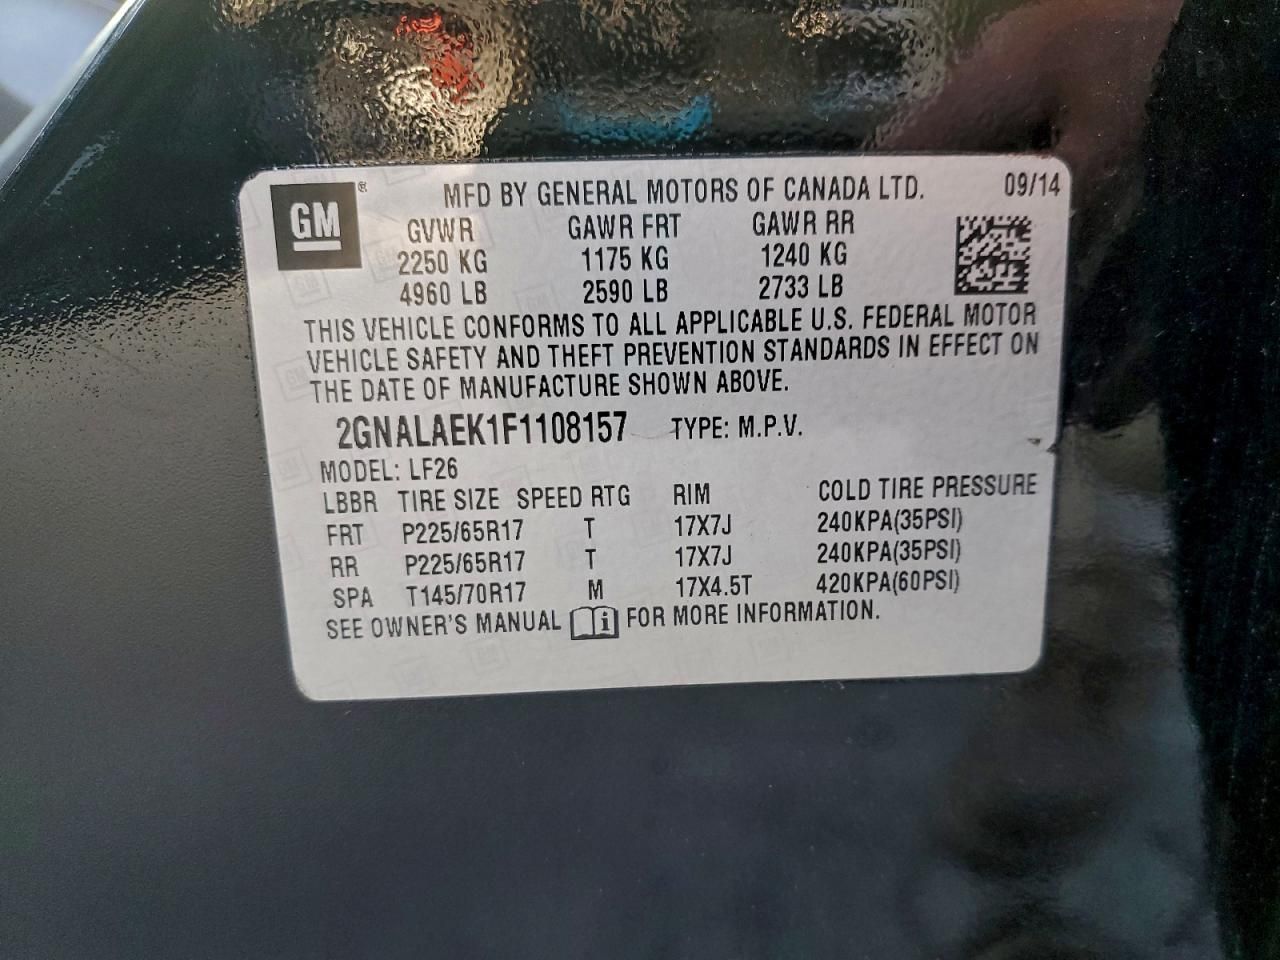 GM ® MFD BY GENERAL MOTORS OF CANADA LTD. 09/14
GVWR GAWR FRT GAWR RR
2250 KG 1175 KG 1240 KG
4960 LB 2590 LB 2733 LB
THIS VEHICLE CONFORMS TO ALL APPLICABLE U.S. FEDERAL MOTOR
VEHICLE SAFETY AND THEFT PREVENTION STANDARDS IN EFFECT ON
THE DATE OF MANUFACTURE SHOWN ABOVE.
2GNALAEK1F1108157 TYPE: M.P.V.
MODEL: LF26
LBBR TIRE SIZE SPEED RTG RIM COLD TIRE PRESSURE
FRT P225/65R17 T 17X7J 240KPA(35PSI)
RR P225/65R17 T 17X7J 240KPA(35PSI)
SPA T145/70R17 M 17X4.5T 420KPA(60PSI)
SEE OWNER'S MANUAL i FOR MORE INFORMATION.